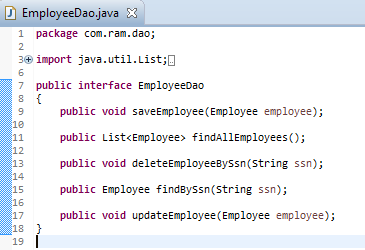 EmployeeDao.java
1 package com.ram.dao;
2
3 import java.util.List;
6
7 public interface EmployeeDao
8 {
9 public void saveEmployee(Employee employee);
10
11 public List<Employee> findAllEmployees();
12
13 public void deleteEmployeeBySsn(String ssn);
14
15 public Employee findBySsn(String ssn);
16
17 public void updateEmployee(Employee employee);
18 }
19